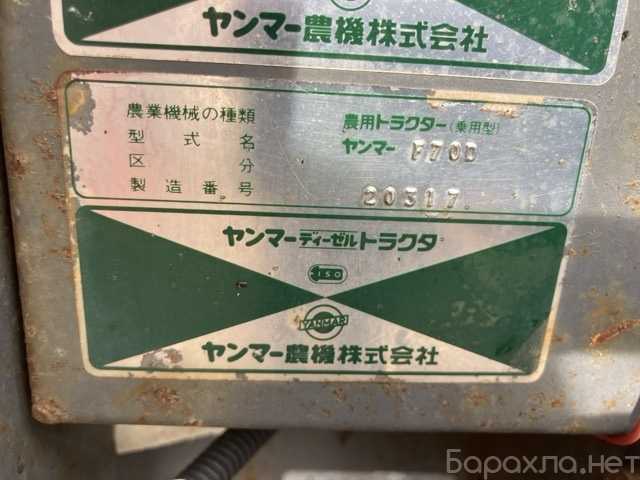 ヤンマー農機株式会社
農業機械の種類 農用トラクター(乗用型)
型式名 ヤンマー F70D
区分
製造番号 20317
ヤンマーディーゼルトラクタ
ISO
YANMAR
ヤンマー農機株式会社
Барахла.нет